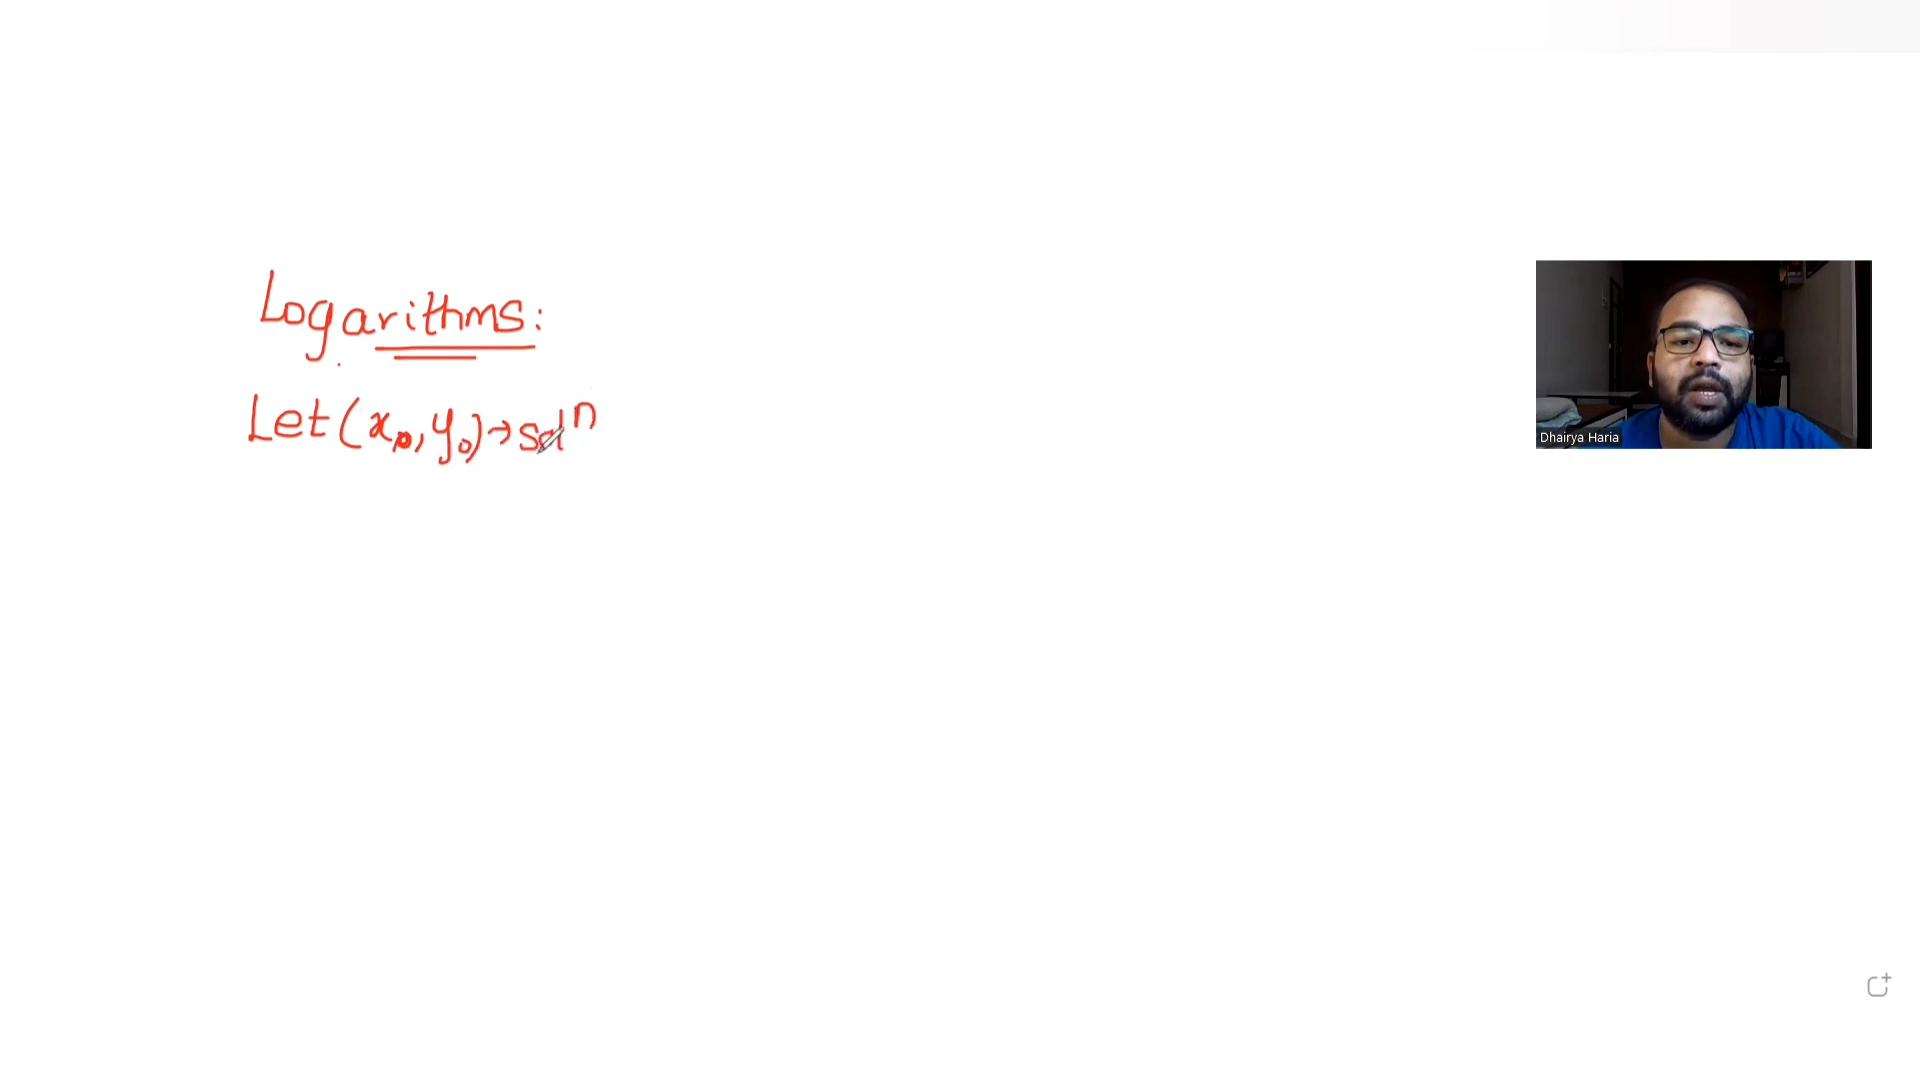 Logarithms:
Let (x₀, y₀) → solⁿ
Dhairya Haria